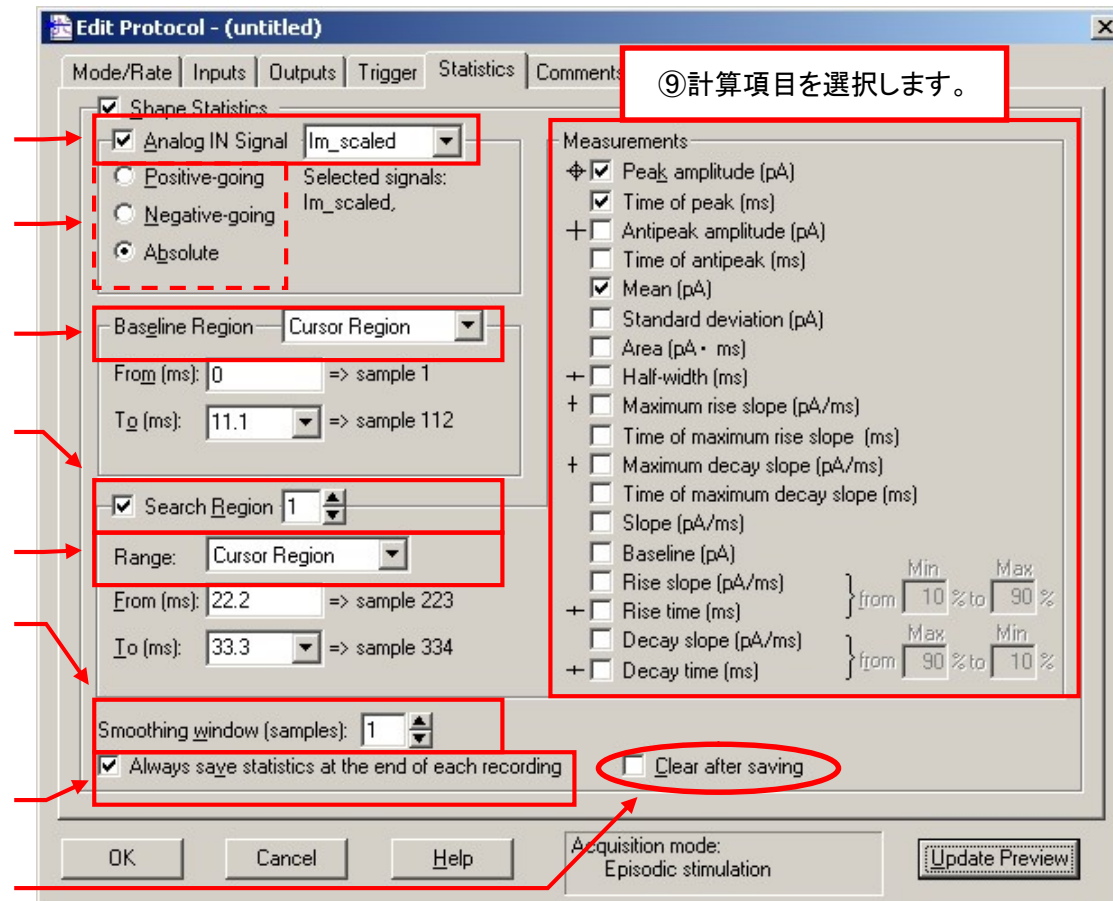 Edit Protocol - (untitled)
Mode/Rate Inputs Outputs Trigger Statistics Comments
⑨計算項目を選択します。
Shape Statistics
Analog IN Signal Im_scaled
Positive-going
Negative-going
Absolute
Selected signals:
Im_scaled,
Baseline Region Cursor Region
From (ms): 0 => sample 1
To (ms): 11.1 => sample 112
Search Region 1
Range: Cursor Region
From (ms): 22.2 => sample 223
To (ms): 33.3 => sample 334
Smoothing window (samples): 1
Always save statistics at the end of each recording
Clear after saving
Measurements
Peak amplitude (pA)
Time of peak (ms)
Antipeak amplitude (pA)
Time of antipeak (ms)
Mean (pA)
Standard deviation (pA)
Area (pA・ ms)
Half-width (ms)
Maximum rise slope (pA/ms)
Time of maximum rise slope (ms)
Maximum decay slope (pA/ms)
Time of maximum decay slope (ms)
Slope (pA/ms)
Baseline (pA)
Rise slope (pA/ms)
Rise time (ms)
Min Max
from 10 % to 90 %
Decay slope (pA/ms)
Decay time (ms)
Max Min
from 90 % to 10 %
OK Cancel Help
Acquisition mode:
Episodic stimulation
Update Preview